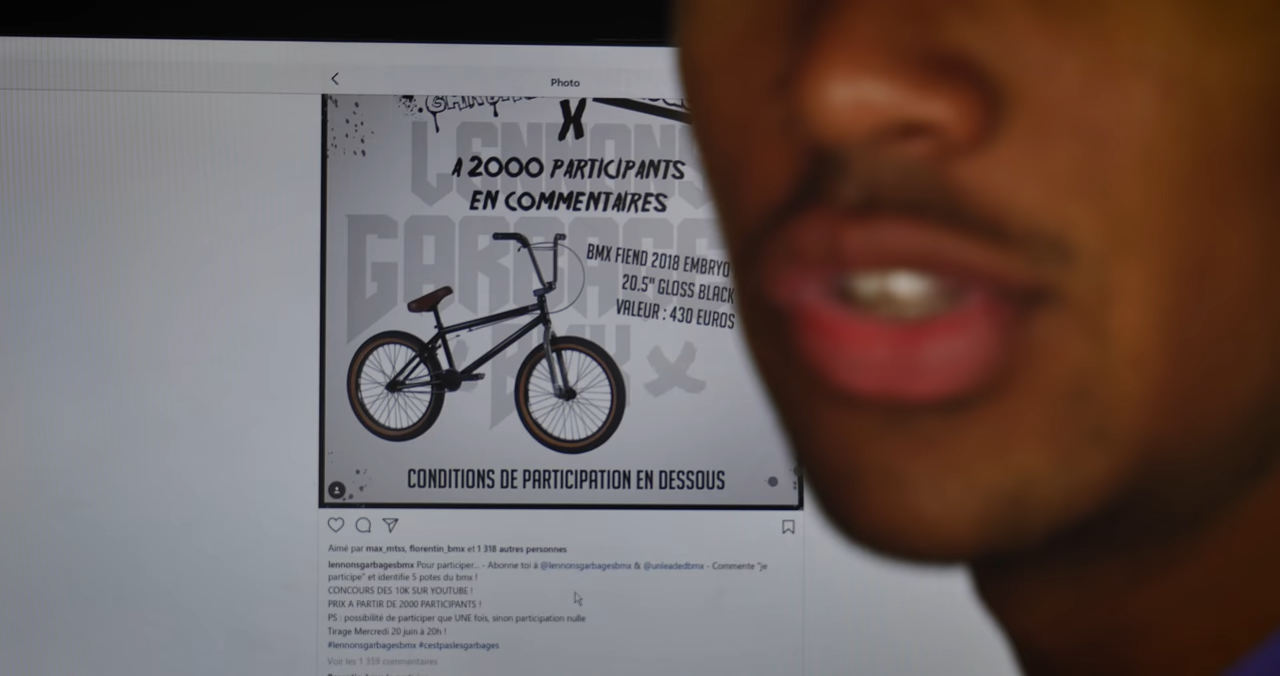 Photo
X
LENNONS
A 2000 PARTICIPANTS
EN COMMENTAIRES
GARBAGE
BMX FIEND 2018 EMBRYO
20.5" GLOSS BLACK
VALEUR : 430 EUROS
BMX
CONDITIONS DE PARTICIPATION EN DESSOUS
Aimé par max_mtss, florentin_bmx et 1 318 autres personnes
lennonsgarbagesbmx Pour participer... - Abonne toi à @lennonsgarbagesbmx & @unleadedbmx - Commente "je
participe" et identifie 5 potes du bmx !
CONCOURS DES 10K SUR YOUTUBE !
PRIX A PARTIR DE 2000 PARTICIPANTS !
PS : possibilité de participer que UNE fois, sinon participation nulle
Tirage Mercredi 20 juin à 20h !
#lennonsgarbagesbmx #cestpaslesgarbages
Voir les 1 359 commentaires